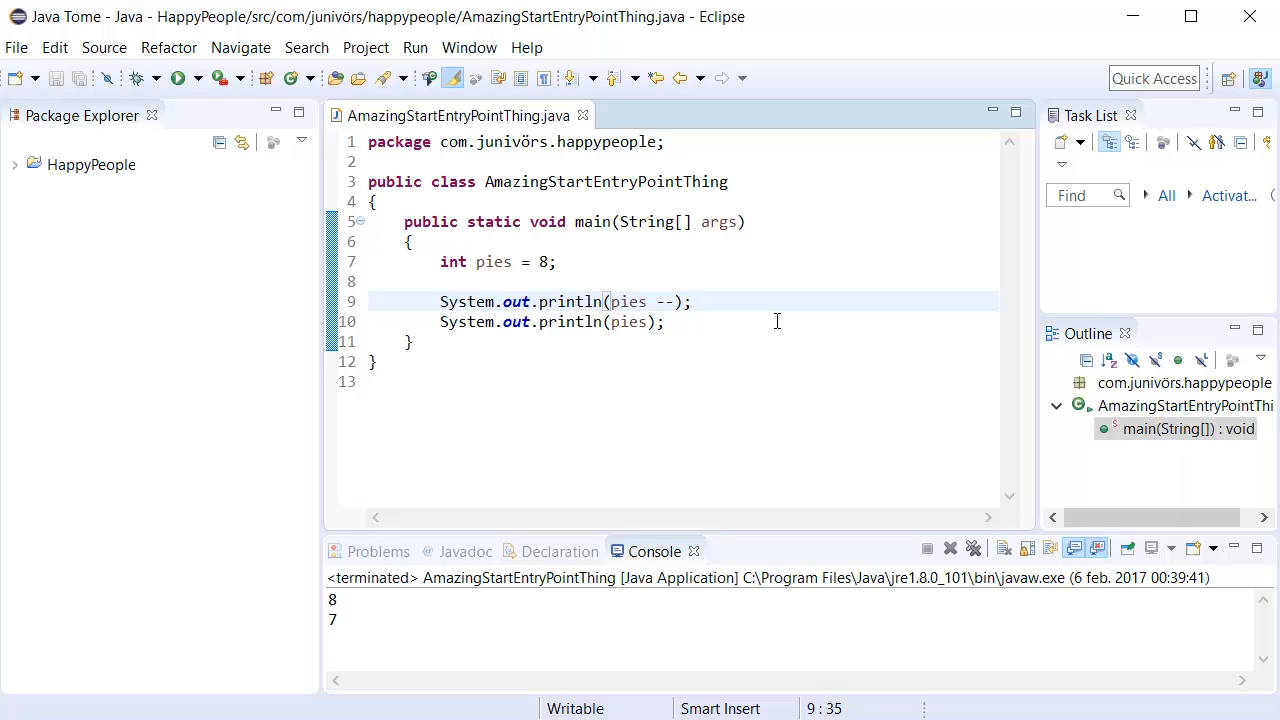 Java Tome - Java - HappyPeople/src/com/junivörs/happypeople/AmazingStartEntryPointThing.java - Eclipse
File Edit Source Refactor Navigate Search Project Run Window Help
Quick Access
Package Explorer
HappyPeople
AmazingStartEntryPointThing.java
1 package com.junivörs.happypeople;
2
3 public class AmazingStartEntryPointThing
4 {
5 public static void main(String[] args)
6 {
7 int pies = 8;
8
9 System.out.println(pies --);
10 System.out.println(pies);
11 }
12 }
13
Task List
Find All Activat...
Outline
com.junivörs.happypeople
AmazingStartEntryPointThi
main(String[]) : void
Problems @ Javadoc Declaration Console
<terminated> AmazingStartEntryPointThing [Java Application] C:\Program Files\Java\jre1.8.0_101\bin\javaw.exe (6 feb. 2017 00:39:41)
8
7
Writable Smart Insert 9 : 35